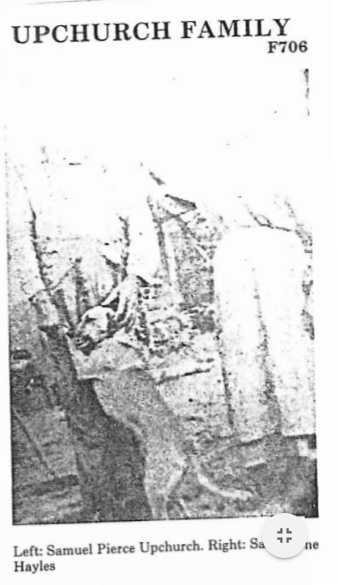 UPCHURCH FAMILY
F706
Left: Samuel Pierce Upchurch. Right:
Hayles